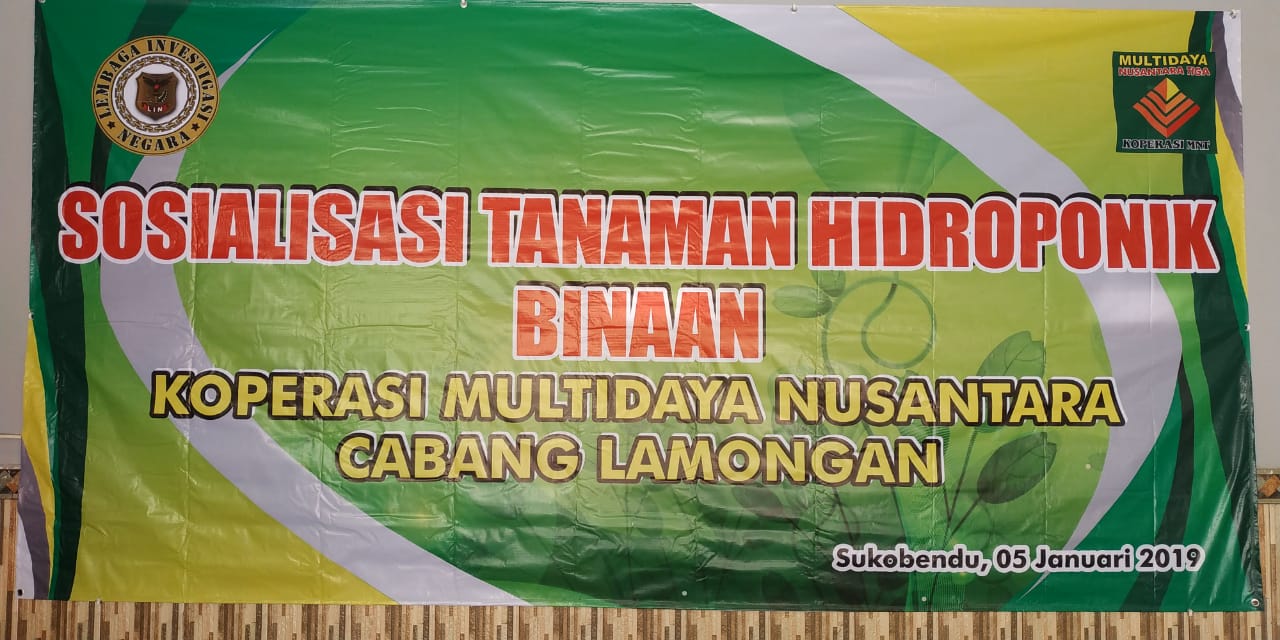 LEMBAGA INVESTIGASI
NEGARA
MULTIDAYA
NUSANTARA TIGA
KOPERASI MNT
SOSIALISASI TANAMAN HIDROPONIK
BINAAN
KOPERASI MULTIDAYA NUSANTARA
CABANG LAMONGAN
Sukobendu, 05 Januari 2019